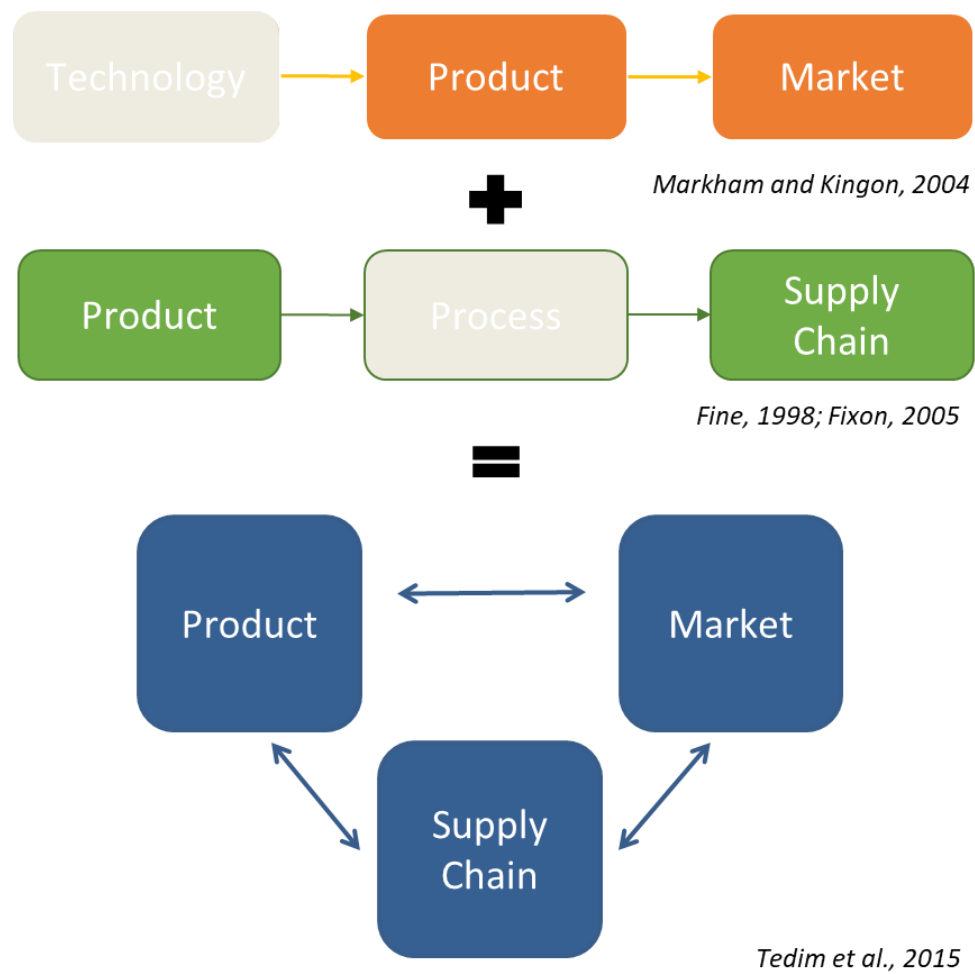 Technology
Product
Market
Markham and Kingon, 2004
Product
Process
Supply
Chain
Fine, 1998; Fixon, 2005
Product
Market
Supply
Chain
Tedim et al., 2015